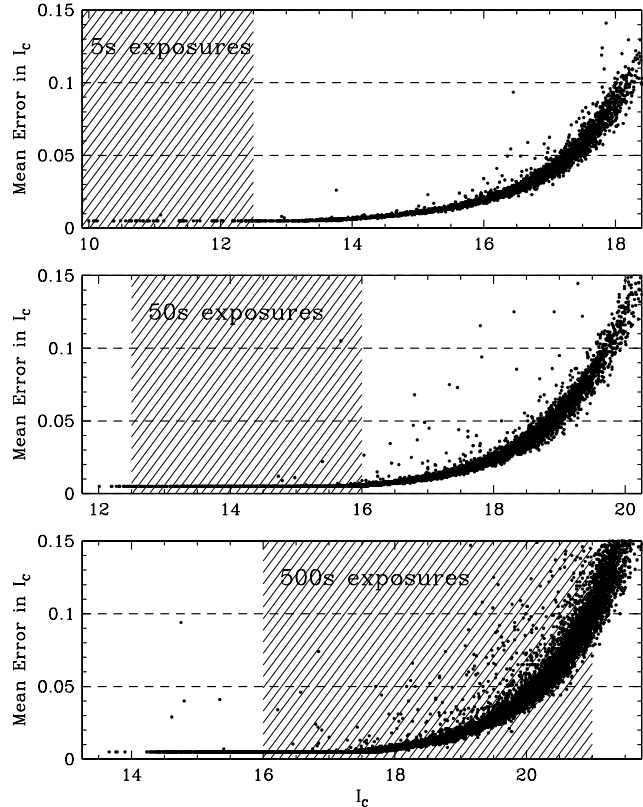 5s exposures
Mean Error in I_c
0.15
0.1
0.05
0
10 12 14 16 18
50s exposures
Mean Error in I_c
0.15
0.1
0.05
0
12 14 16 18 20
500s exposures
Mean Error in I_c
0.15
0.1
0.05
0
14 16 18 20
I_c